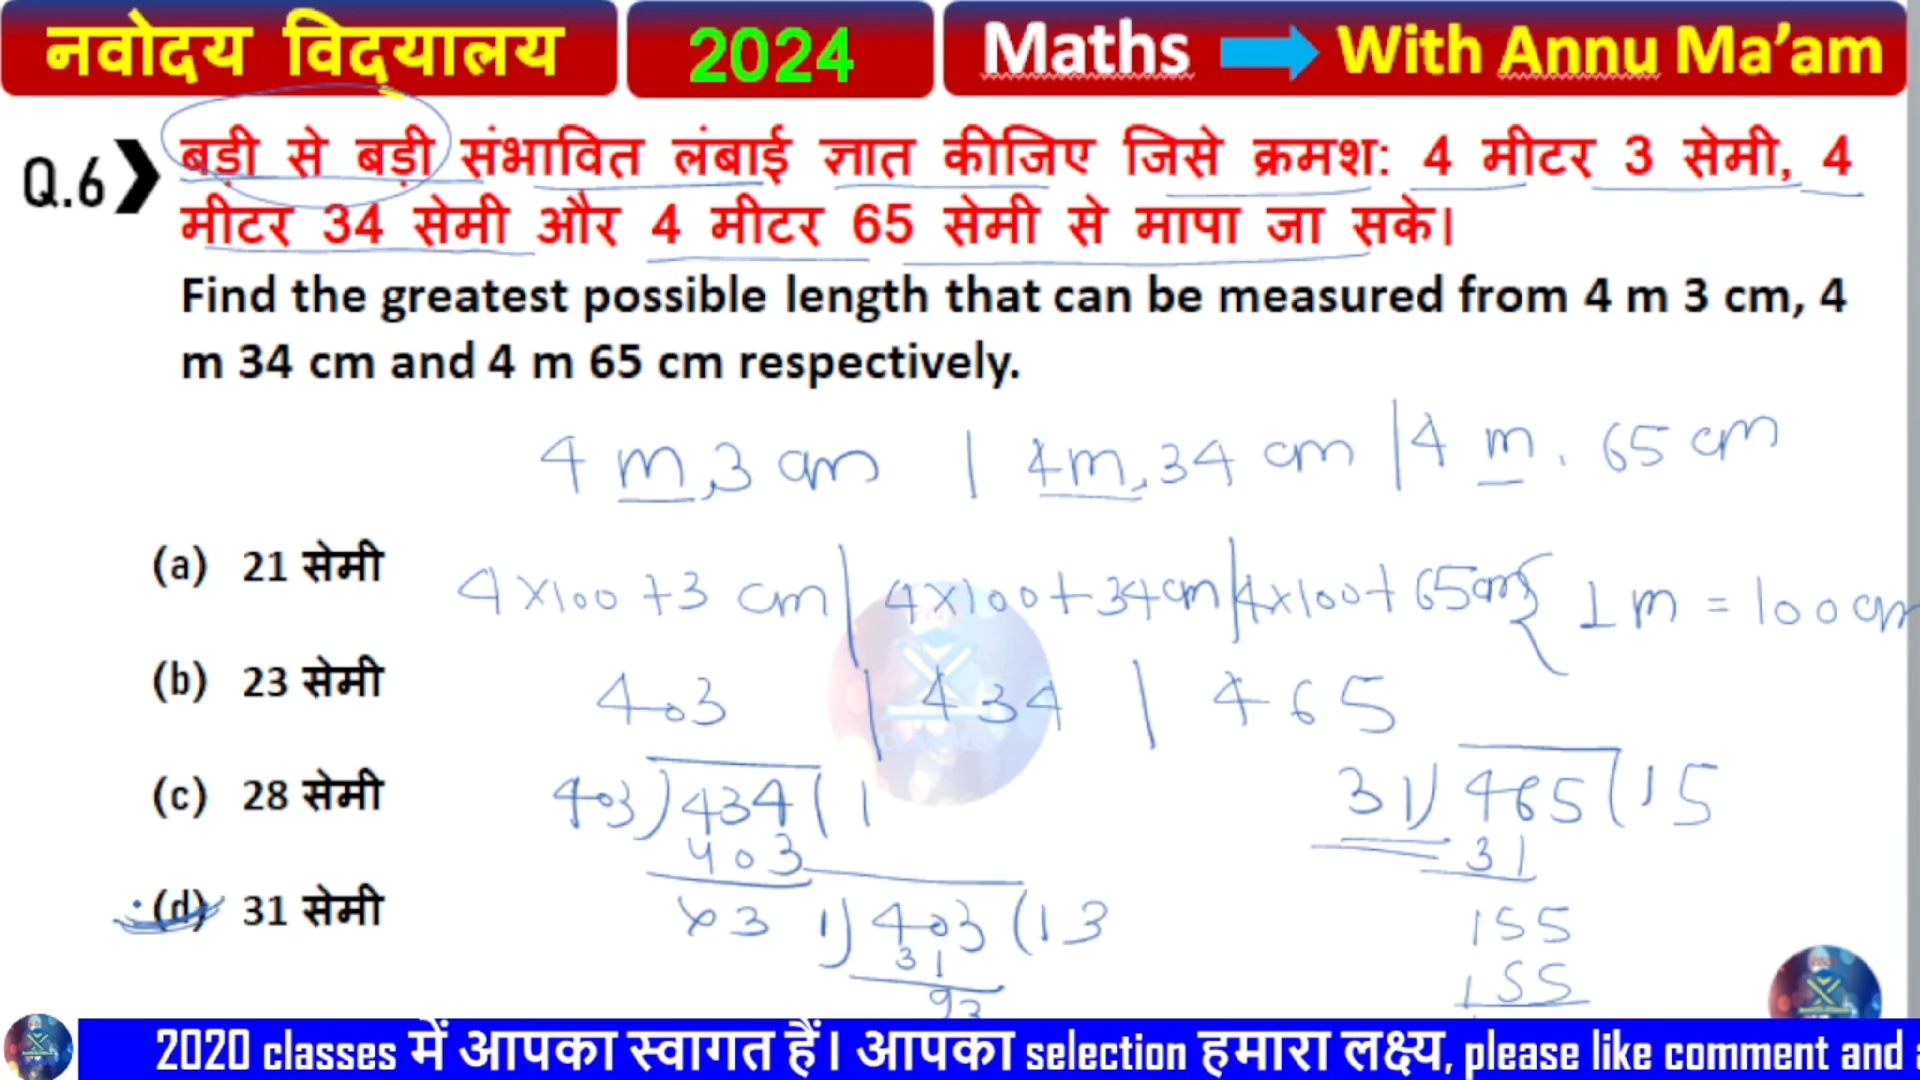 नवोदय विद्यालय 2024 Maths With Annu Ma’am
Q.6 बड़ी से बड़ी संभावित लंबाई ज्ञात कीजिए जिसे क्रमश: 4 मीटर 3 सेमी, 4
मीटर 34 सेमी और 4 मीटर 65 सेमी से मापा जा सके।
Find the greatest possible length that can be measured from 4 m 3 cm, 4
m 34 cm and 4 m 65 cm respectively.
4 m, 3 cm | 4m, 34 cm | 4 m. 65 cm
(a) 21 सेमी
4×100+3 cm | 4×100+34cm | 4×100+65cm { 1 m = 100 cm
(b) 23 सेमी
403 | 434 | 465
(c) 28 सेमी
403)434(1
31)465(15
403
31
(d) 31 सेमी
31)403(13
155
31
155
93
2020 classes में आपका स्वागत हैं। आपका selection हमारा लक्ष्य, please like comment and